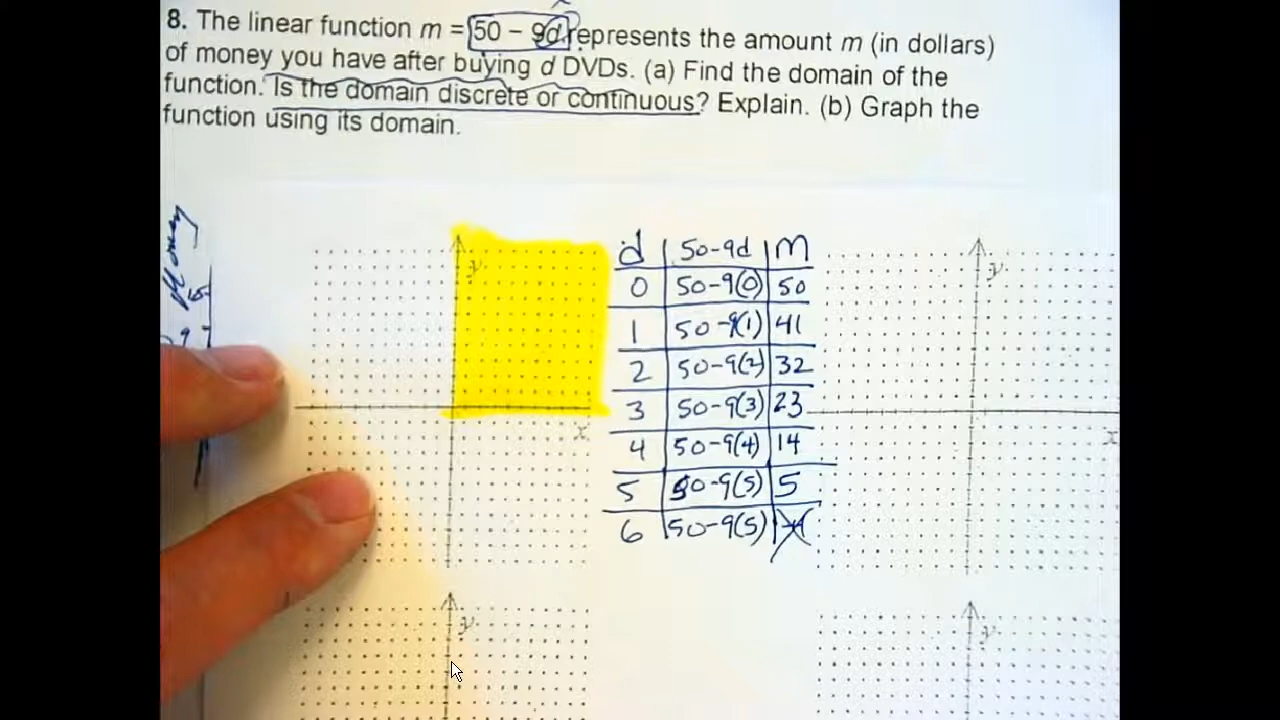 8. The linear function m = 50 – 9d represents the amount m (in dollars)
of money you have after buying d DVDs. (a) Find the domain of the
function. Is the domain discrete or continuous? Explain. (b) Graph the
function using its domain.
money
5
y
x
d 50-9d m
0 50-9(0) 50
1 50-9(1) 41
2 50-9(2) 32
3 50-9(3) 23
4 50-9(4) 14
5 50-9(5) 5
6 50-9(5)
y
x
y
y